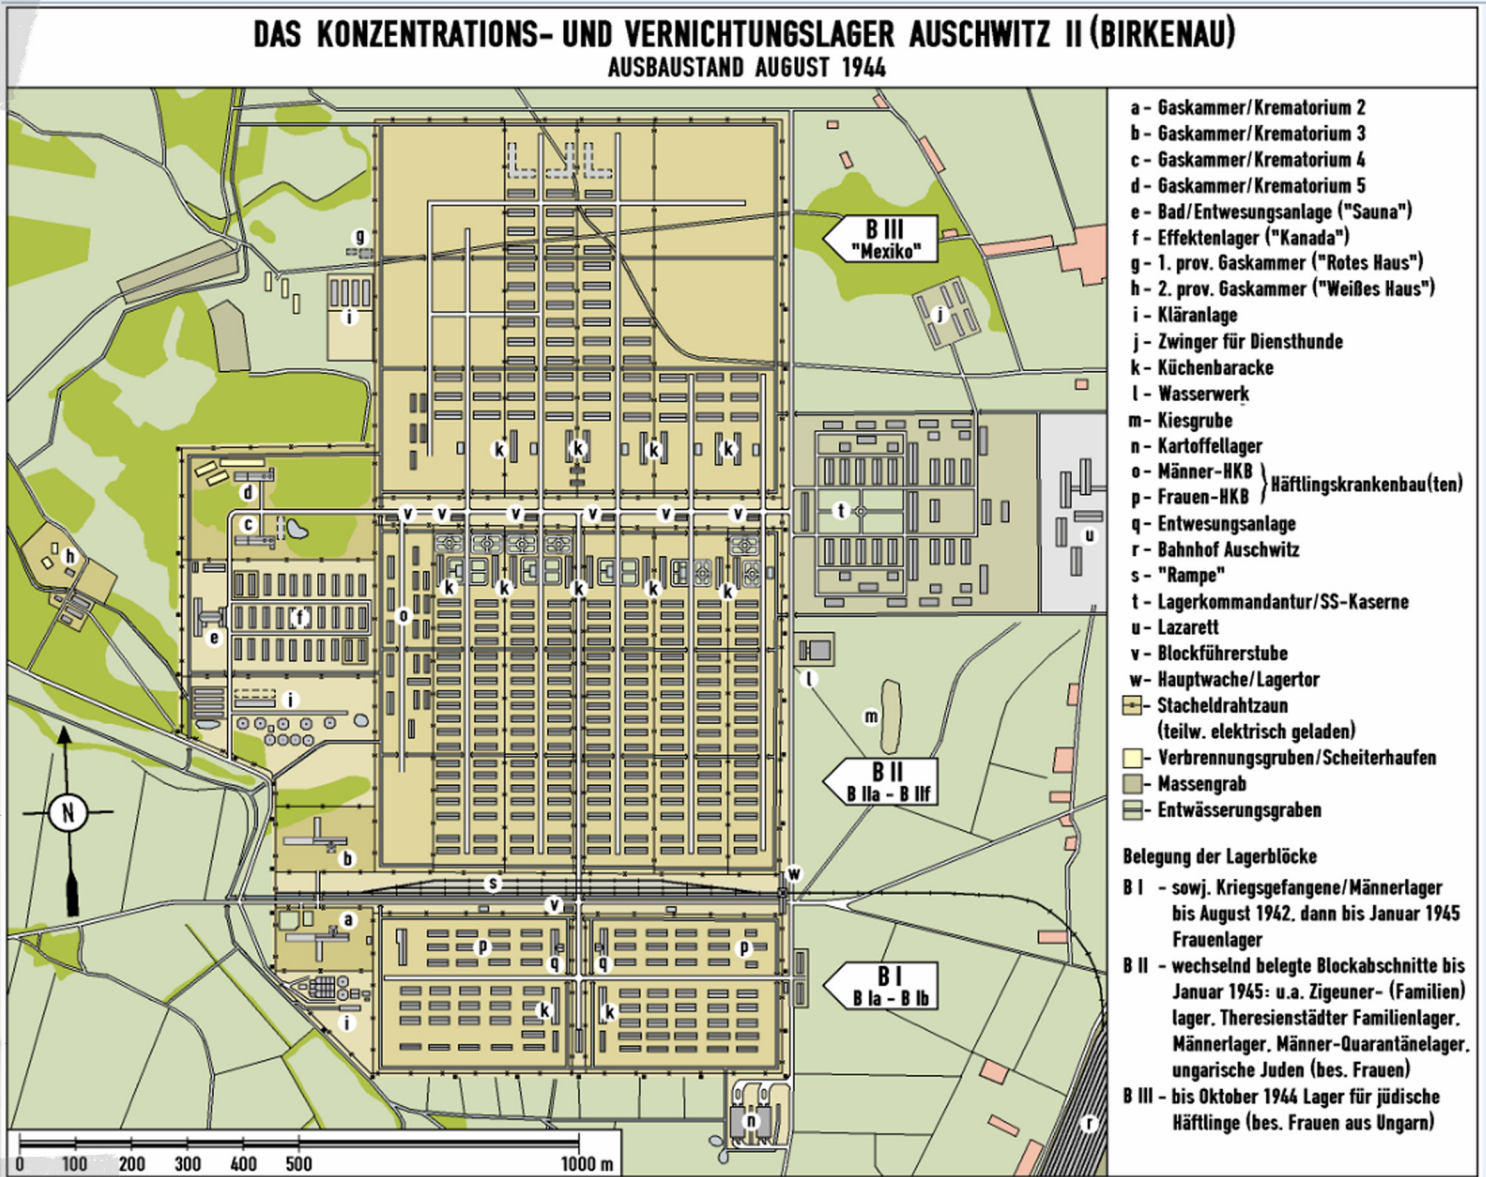 DAS KONZENTRATIONS- UND VERNICHTUNGSLAGER AUSCHWITZ II (BIRKENAU)
AUSBAUSTAND AUGUST 1944
a - Gaskammer/Krematorium 2
b - Gaskammer/Krematorium 3
c - Gaskammer/Krematorium 4
d - Gaskammer/Krematorium 5
e - Bad/Entwesungsanlage ("Sauna")
f - Effektenlager ("Kanada")
g - 1. prov. Gaskammer ("Rotes Haus")
h - 2. prov. Gaskammer ("Weißes Haus")
i - Kläranlage
j - Zwinger für Diensthunde
k - Küchenbaracke
l - Wasserwerk
m - Kiesgrube
n - Kartoffellager
o - Männer-HKB
p - Frauen-HKB
Häftlingskrankenbau(ten)
q - Entwesungsanlage
r - Bahnhof Auschwitz
s - "Rampe"
t - Lagerkommandantur/SS-Kaserne
u - Lazarett
v - Blockführerstube
w - Hauptwache/Lagertor
- Stacheldrahtzaun
(teilw. elektrisch geladen)
- Verbrennungsgruben/Scheiterhaufen
- Massengrab
- Entwässerungsgraben
Belegung der Lagerblöcke
B I - sowj. Kriegsgefangene/Männerlager
bis August 1942, dann bis Januar 1945
Frauenlager
B II - wechselnd belegte Blockabschnitte bis
Januar 1945: u.a. Zigeuner- (Familien)
lager, Theresienstädter Familienlager,
Männerlager, Männer-Quarantänelager,
ungarische Juden (bes. Frauen)
B III - bis Oktober 1944 Lager für jüdische
Häftlinge (bes. Frauen aus Ungarn)
B III
"Mexiko"
g
i
j
k k k k
d
t
v v v v v v
c
u
h
k k k k k k
f
o
e
l
i
m
B II
B IIa - B IIf
N
b
w
s
v
a
p
p
q q
B I
B Ia - B Ib
k k
i
n
r
0 100 200 300 400 500 1000 m